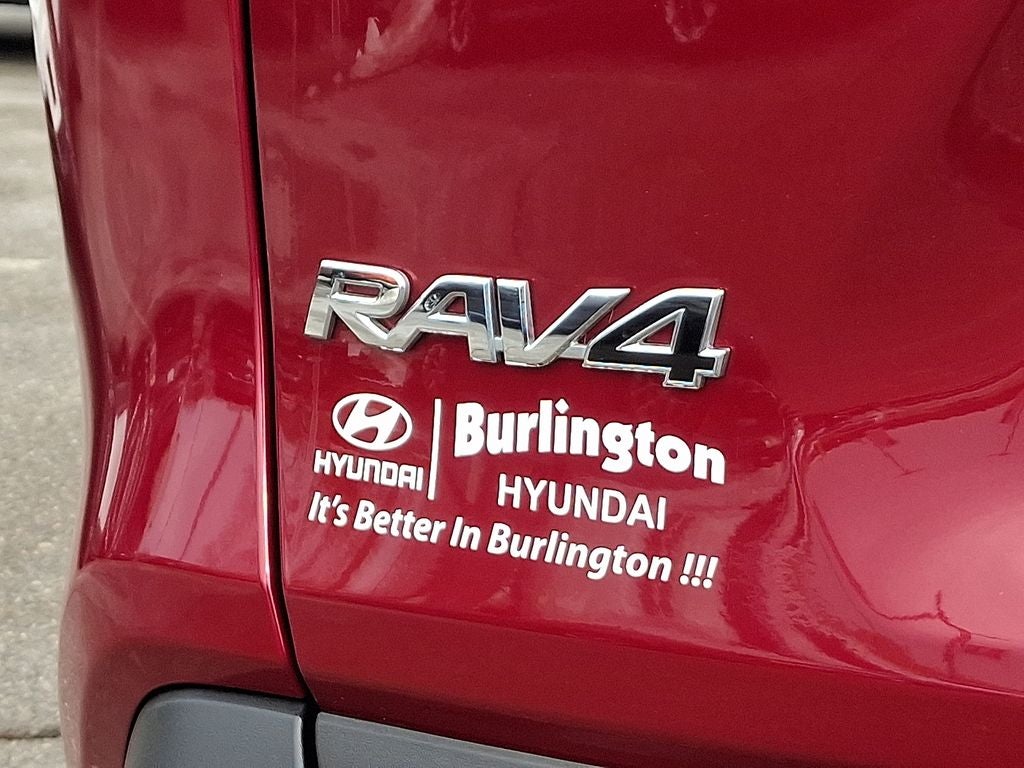 RAV4
HYUNDAI
Burlington
HYUNDAI
It's Better In Burlington !!!